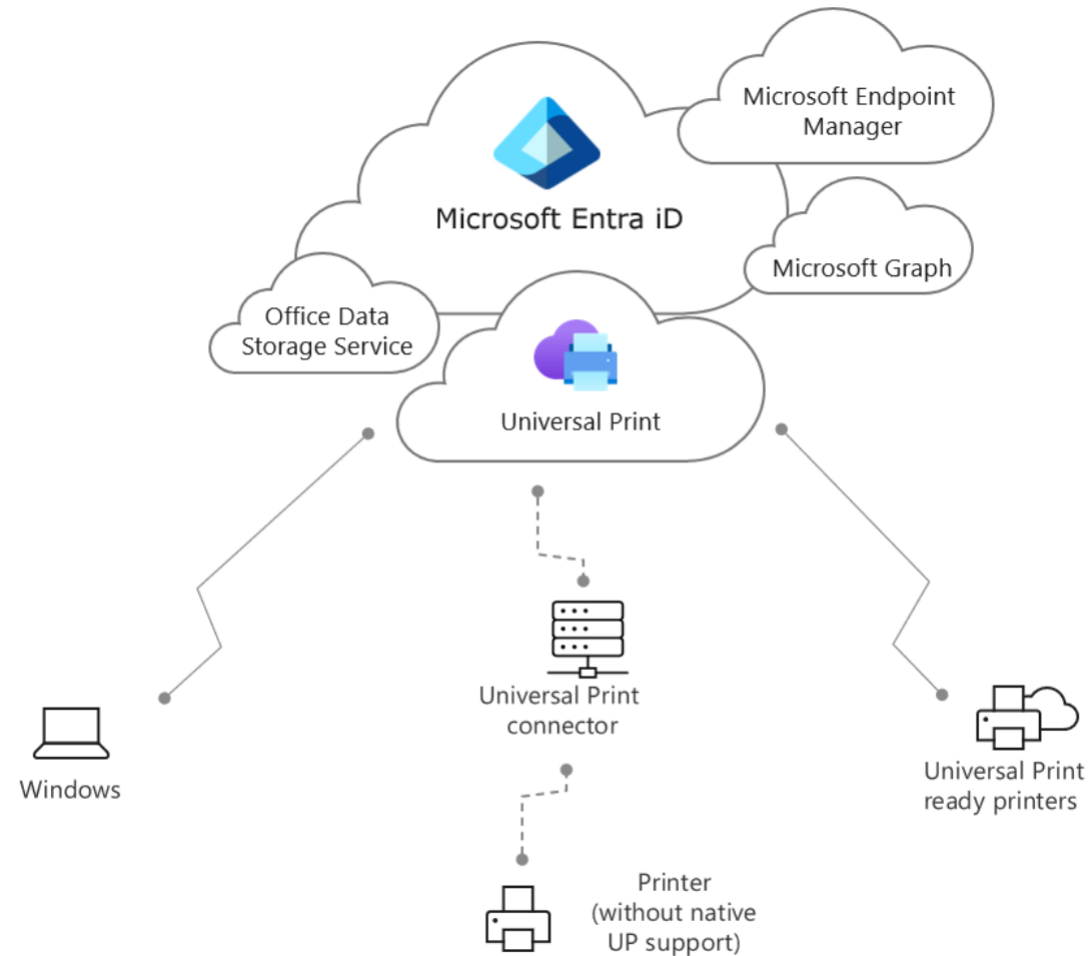 Microsoft Endpoint
Manager
Microsoft Entra iD
Microsoft Graph
Office Data
Storage Service
Universal Print
Universal Print
connector
Windows
Universal Print
ready printers
Printer
(without native
UP support)